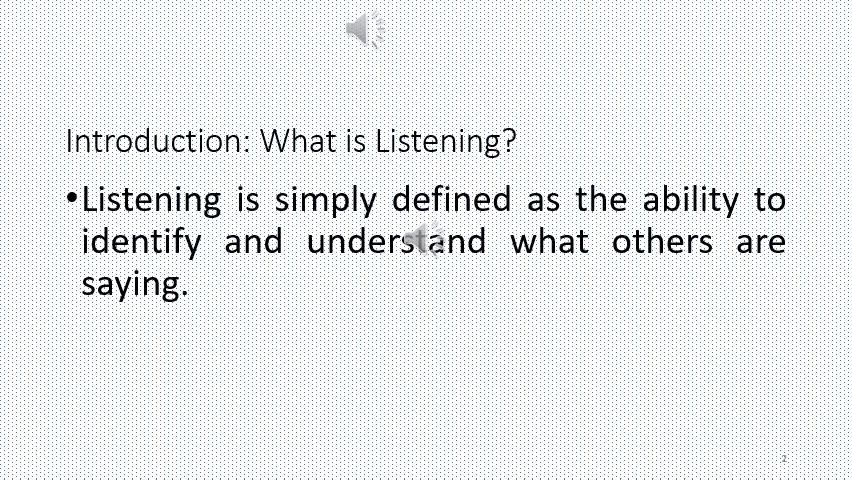 Introduction: What is Listening?
•Listening is simply defined as the ability to
identify and understand what others are
saying.
2